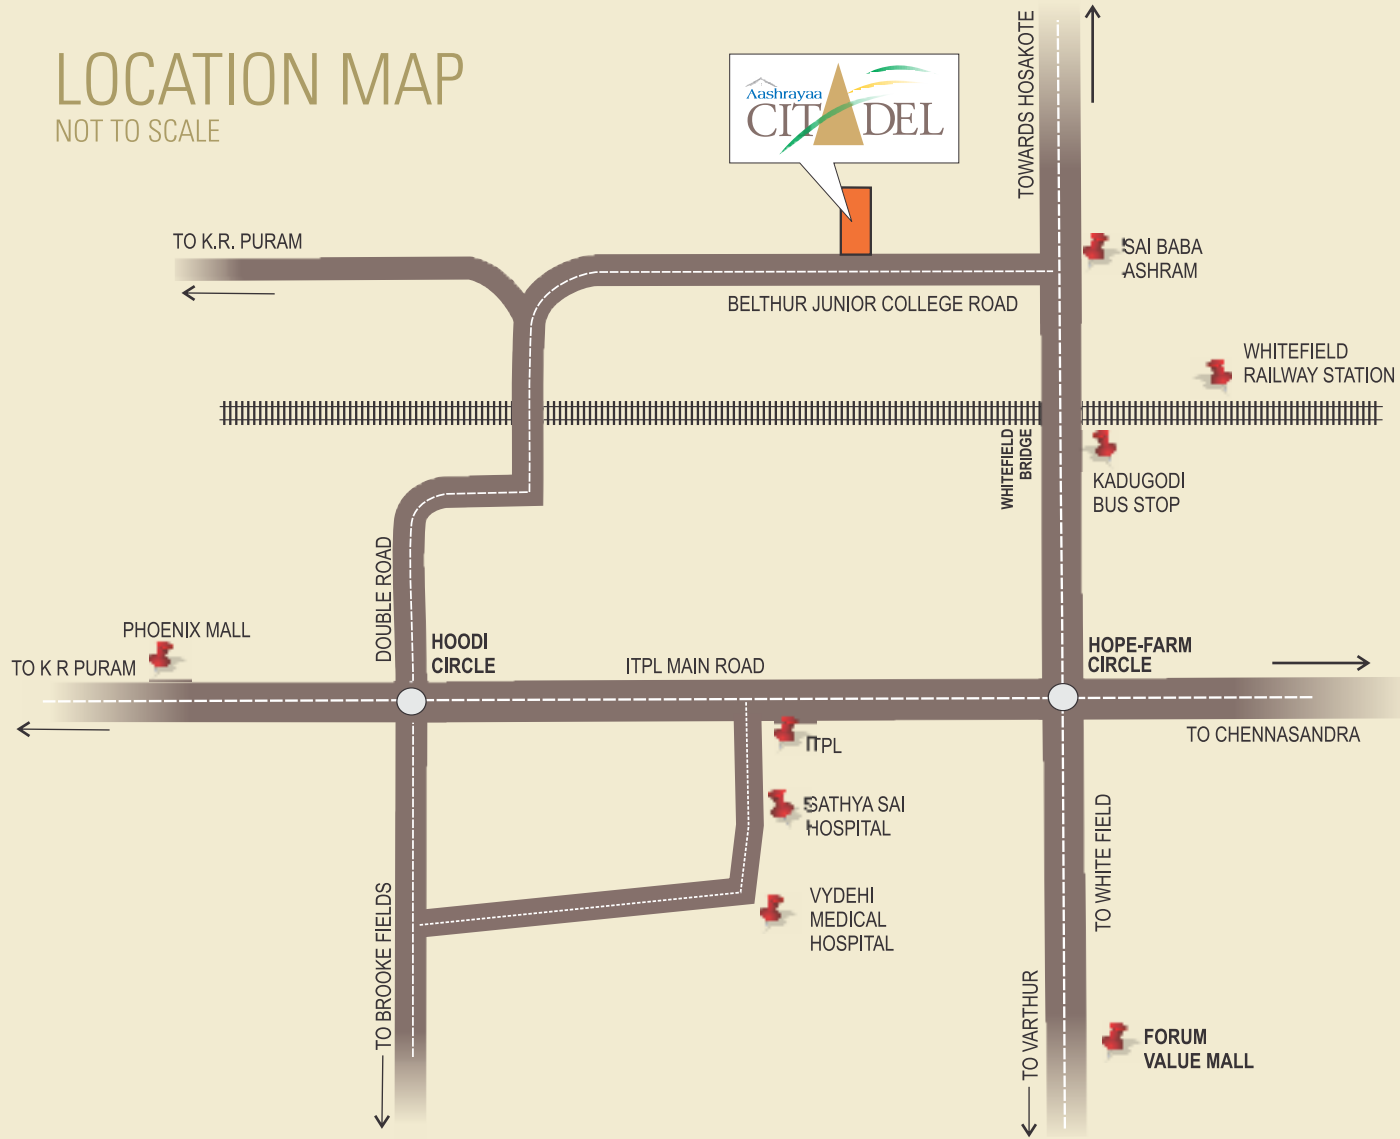 LOCATION MAP
NOT TO SCALE
Aashrayaa
CITADEL
TOWARDS HOSAKOTE
TO K.R. PURAM
SAI BABA
ASHRAM
BELTHUR JUNIOR COLLEGE ROAD
WHITEFIELD
RAILWAY STATION
WHITEFIELD
BRIDGE
KADUGODI
BUS STOP
DOUBLE ROAD
PHOENIX MALL
TO K R PURAM
HOODI
CIRCLE
ITPL MAIN ROAD
HOPE-FARM
CIRCLE
TO CHENNASANDRA
ITPL
SATHYA SAI
HOSPITAL
TO WHITE FIELD
VYDEHI
MEDICAL
HOSPITAL
TO BROOKE FIELDS
TO VARTHUR
FORUM
VALUE MALL